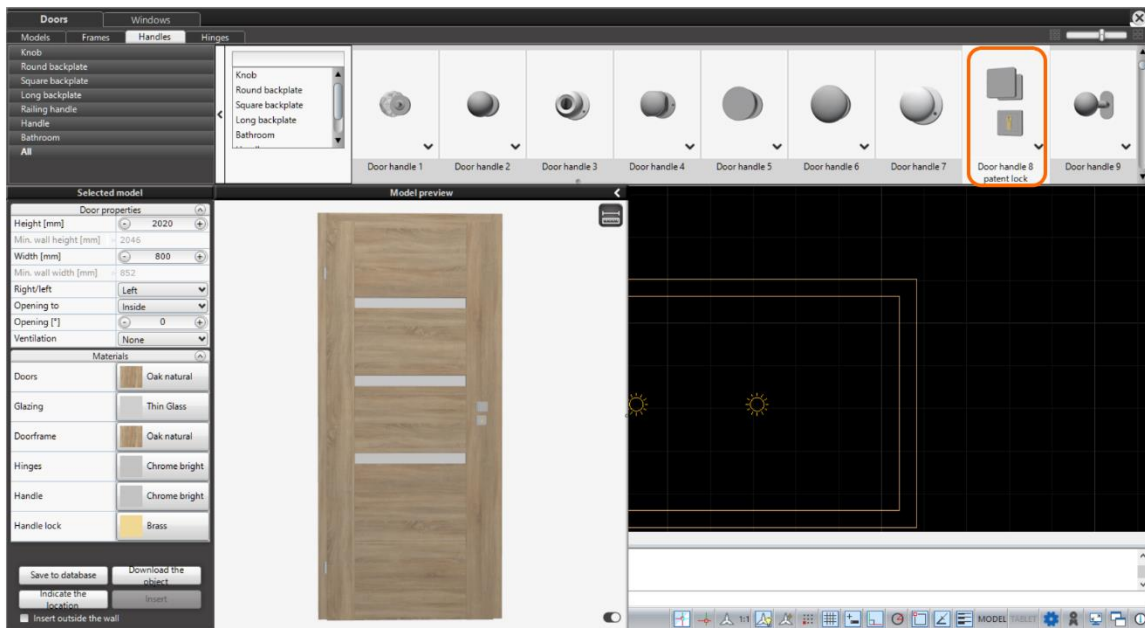 Doors
Windows
Models
Frames
Handles
Hinges
Knob
Round backplate
Square backplate
Long backplate
Railing handle
Handle
Bathroom
All
Knob
Round backplate
Square backplate
Long backplate
Bathroom
Door handle 1
Door handle 2
Door handle 3
Door handle 4
Door handle 5
Door handle 6
Door handle 7
Door handle 8
patent lock
Door handle 9
Selected model
Model preview
Door properties
Height [mm] 2020
Min. wall height [mm] 2046
Width [mm] 800
Min. wall width [mm] 852
Right/left Left
Opening to Inside
Opening [°] 0
Ventilation None
Materials
Doors Oak natural
Glazing Thin Glass
Doorframe Oak natural
Hinges Chrome bright
Handle Chrome bright
Handle lock Brass
Save to database
Download the
object
Indicate the
location
Insert
Insert outside the wall
1:1
MODEL TABLET